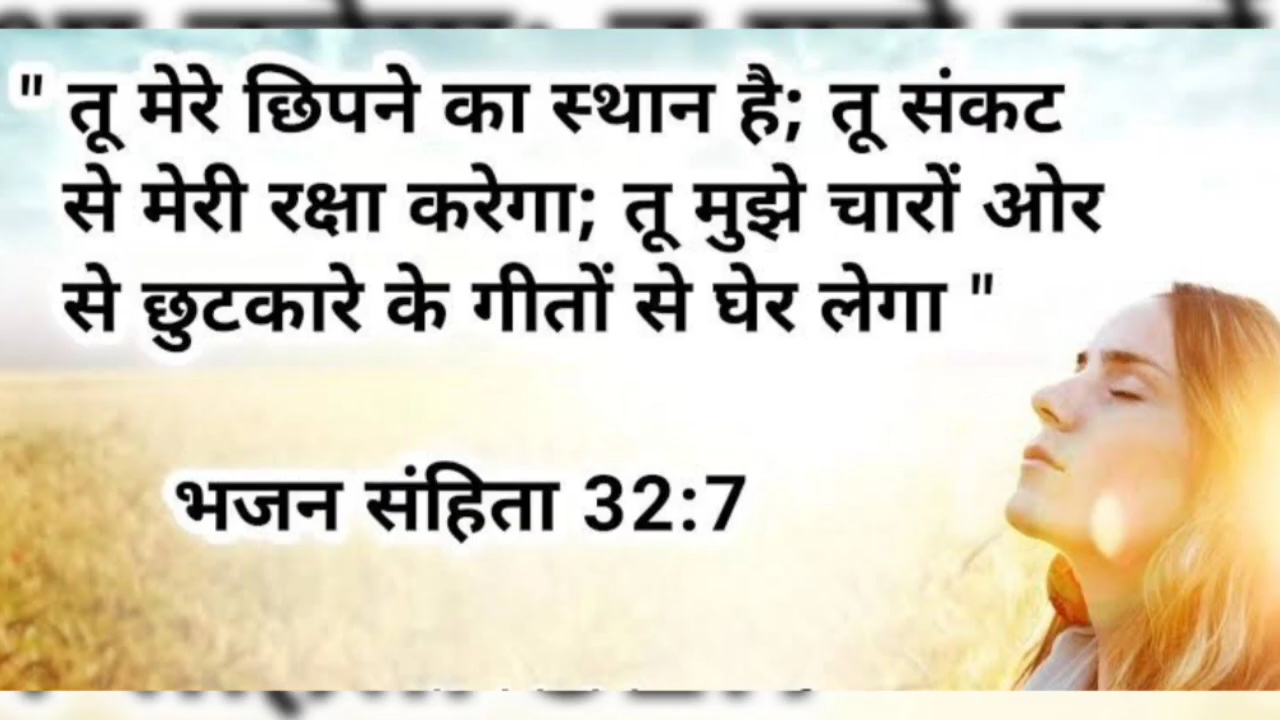 " तू मेरे छिपने का स्थान है; तू संकट
से मेरी रक्षा करेगा; तू मुझे चारों ओर
से छुटकारे के गीतों से घेर लेगा "
भजन संहिता 32:7